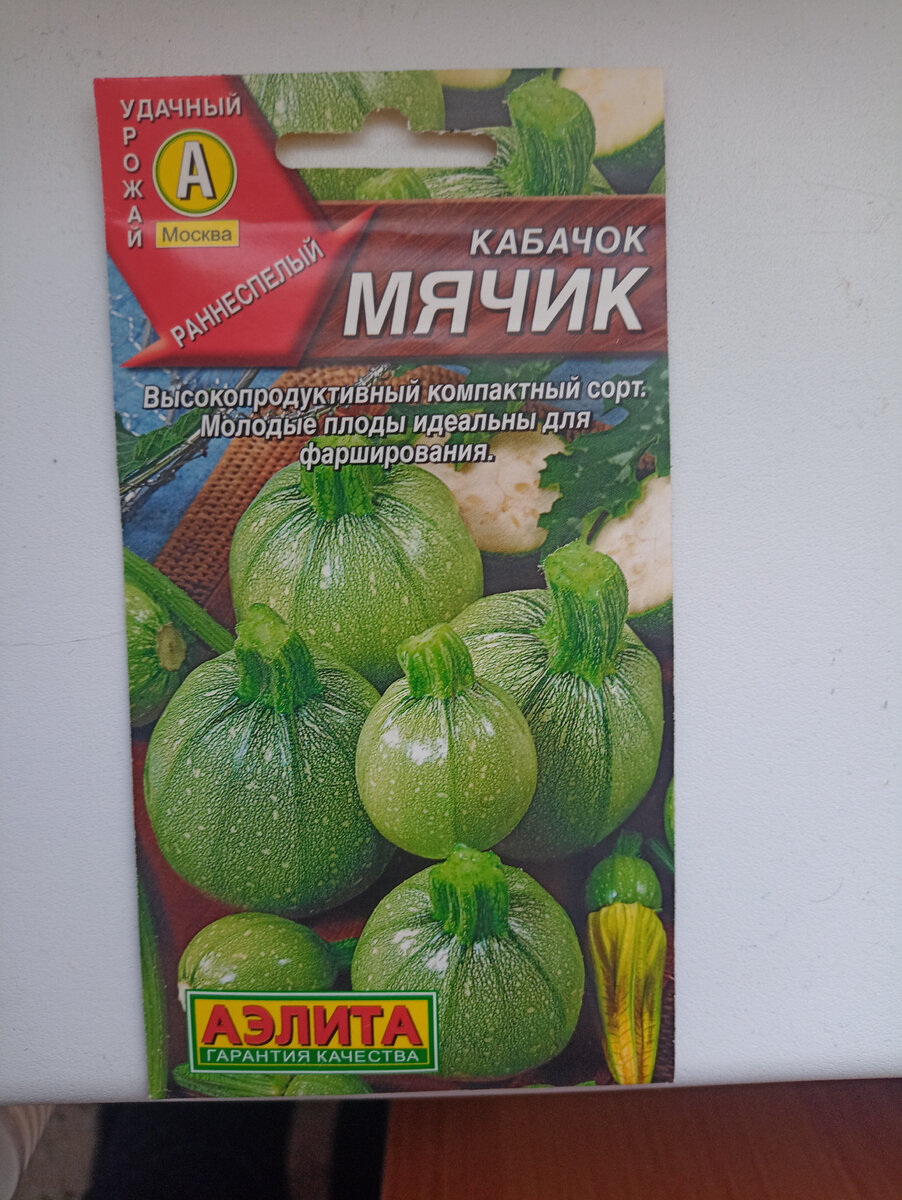 УДАЧНЫЙ
УРОЖАЙ
А
Москва
РАННЕСПЕЛЫЙ
КАБАЧОК
МЯЧИК
Высокопродуктивный компактный сорт.
Молодые плоды идеальны для
фарширования.
АЭЛИТА
ГАРАНТИЯ КАЧЕСТВА